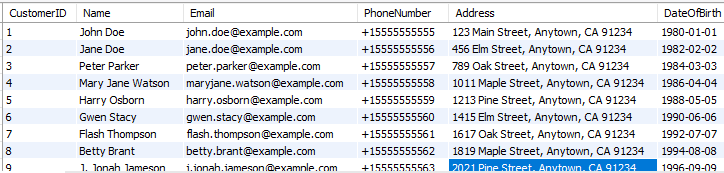 CustomerID Name Email PhoneNumber Address DateOfBirth
1 John Doe john.doe@example.com +15555555555 123 Main Street, Anytown, CA 91234 1980-01-01
2 Jane Doe jane.doe@example.com +15555555556 456 Elm Street, Anytown, CA 91234 1982-02-02
3 Peter Parker peter.parker@example.com +15555555557 789 Oak Street, Anytown, CA 91234 1984-03-03
4 Mary Jane Watson maryjane.watson@example.com +15555555558 1011 Maple Street, Anytown, CA 91234 1986-04-04
5 Harry Osborn harry.osborn@example.com +15555555559 1213 Pine Street, Anytown, CA 91234 1988-05-05
6 Gwen Stacy gwen.stacy@example.com +15555555560 1415 Elm Street, Anytown, CA 91234 1990-06-06
7 Flash Thompson flash.thompson@example.com +15555555561 1617 Oak Street, Anytown, CA 91234 1992-07-07
8 Betty Brant betty.brant@example.com +15555555562 1819 Maple Street, Anytown, CA 91234 1994-08-08
9 J. Jonah Jameson j.jonah.jameson@example.com +15555555563 2021 Pine Street, Anytown, CA 91234 1996-09-09